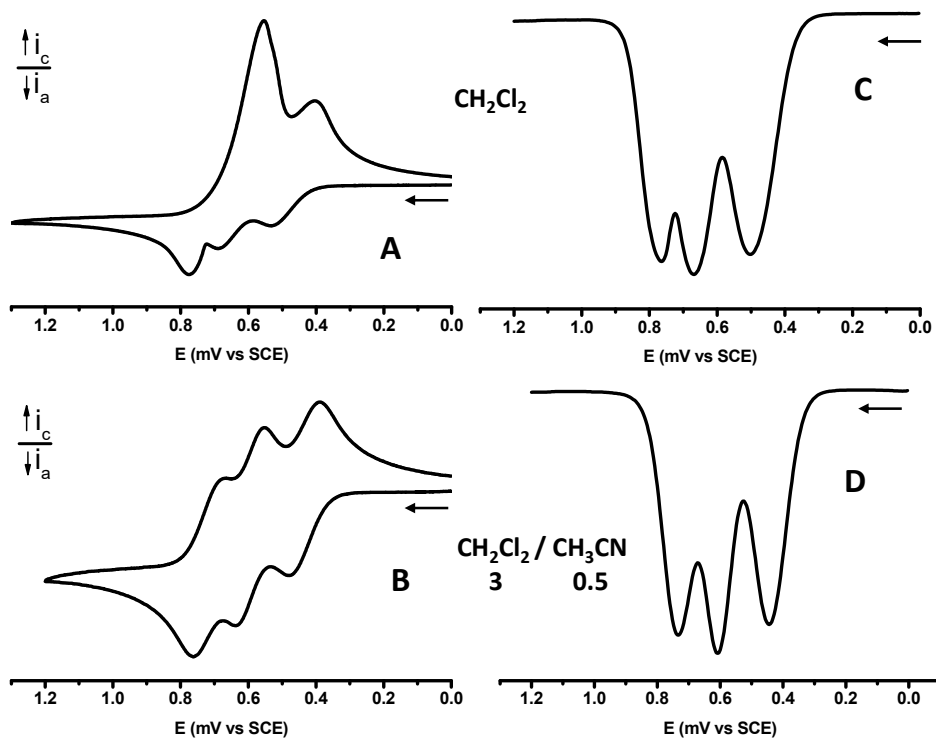 ↑ i_c
↓ i_a
A
1.2 1.0 0.8 0.6 0.4 0.2 0.0
E (mV vs SCE)
CH₂Cl₂
C
1.2 1.0 0.8 0.6 0.4 0.2 0.0
E (mV vs SCE)
↑ i_c
↓ i_a
B
1.2 1.0 0.8 0.6 0.4 0.2 0.0
E (mV vs SCE)
CH₂Cl₂ / CH₃CN
3 0.5
D
1.2 1.0 0.8 0.6 0.4 0.2 0.0
E (mV vs SCE)